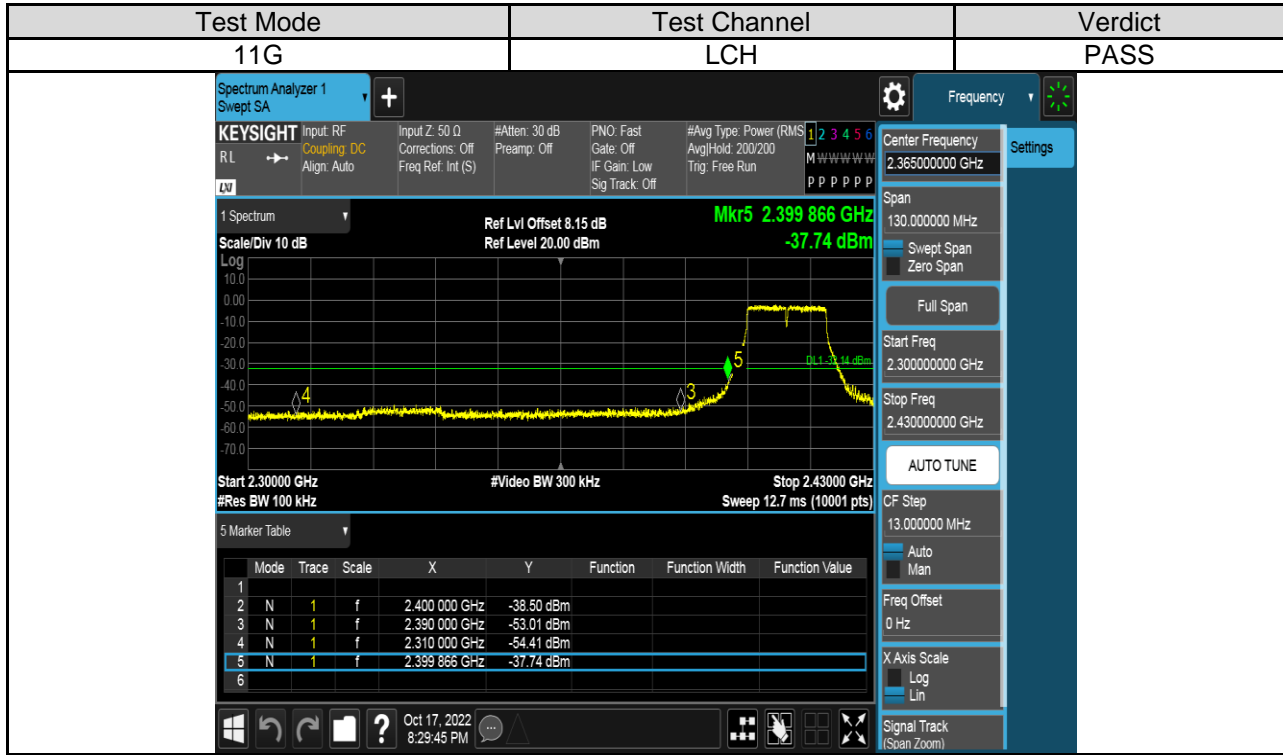 Test Mode Test Channel Verdict
11G LCH PASS
Spectrum Analyzer 1
Swept SA
+
Frequency
KEYSIGHT
RL
LXI
Input: RF
Coupling: DC
Align: Auto
Input Z: 50 Ω
Corrections: Off
Freq Ref: Int (S)
#Atten: 30 dB
Preamp: Off
PNO: Fast
Gate: Off
IF Gain: Low
Sig Track: Off
#Avg Type: Power (RMS
Avg|Hold: 200/200
Trig: Free Run
1 2 3 4 5 6
M W W W W W
P P P P P P
1 Spectrum
Scale/Div 10 dB
Ref Lvl Offset 8.15 dB
Ref Level 20.00 dBm
Mkr5 2.399 866 GHz
-37.74 dBm
Log
10.0
0.00
-10.0
-20.0
-30.0
-40.0
-50.0
-60.0
-70.0
DL1 -32.14 dBm
4
3
5
Start 2.30000 GHz
#Res BW 100 kHz
#Video BW 300 kHz
Stop 2.43000 GHz
Sweep 12.7 ms (10001 pts)
5 Marker Table
Mode Trace Scale X Y Function Function Width Function Value
1
2 N 1 f 2.400 000 GHz -38.50 dBm
3 N 1 f 2.390 000 GHz -53.01 dBm
4 N 1 f 2.310 000 GHz -54.41 dBm
5 N 1 f 2.399 866 GHz -37.74 dBm
6
?
Oct 17, 2022
8:29:45 PM
Center Frequency
2.365000000 GHz
Settings
Span
130.000000 MHz
Swept Span
Zero Span
Full Span
Start Freq
2.300000000 GHz
Stop Freq
2.430000000 GHz
AUTO TUNE
CF Step
13.000000 MHz
Auto
Man
Freq Offset
0 Hz
X Axis Scale
Log
Lin
Signal Track
(Span Zoom)